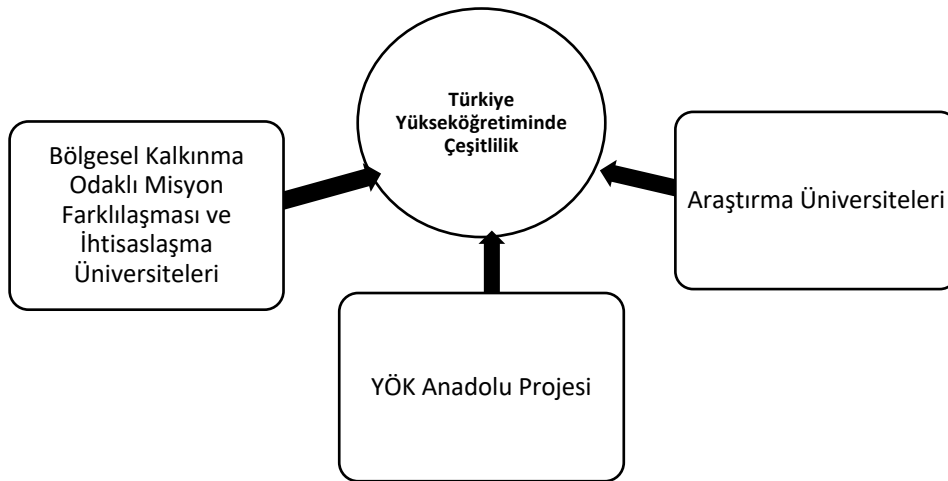 Türkiye
Yükseköğretiminde
Çeşitlilik
Bölgesel Kalkınma
Odaklı Misyon
Farklılaşması ve
İhtisaslaşma
Üniversiteleri
Araştırma Üniversiteleri
YÖK Anadolu Projesi